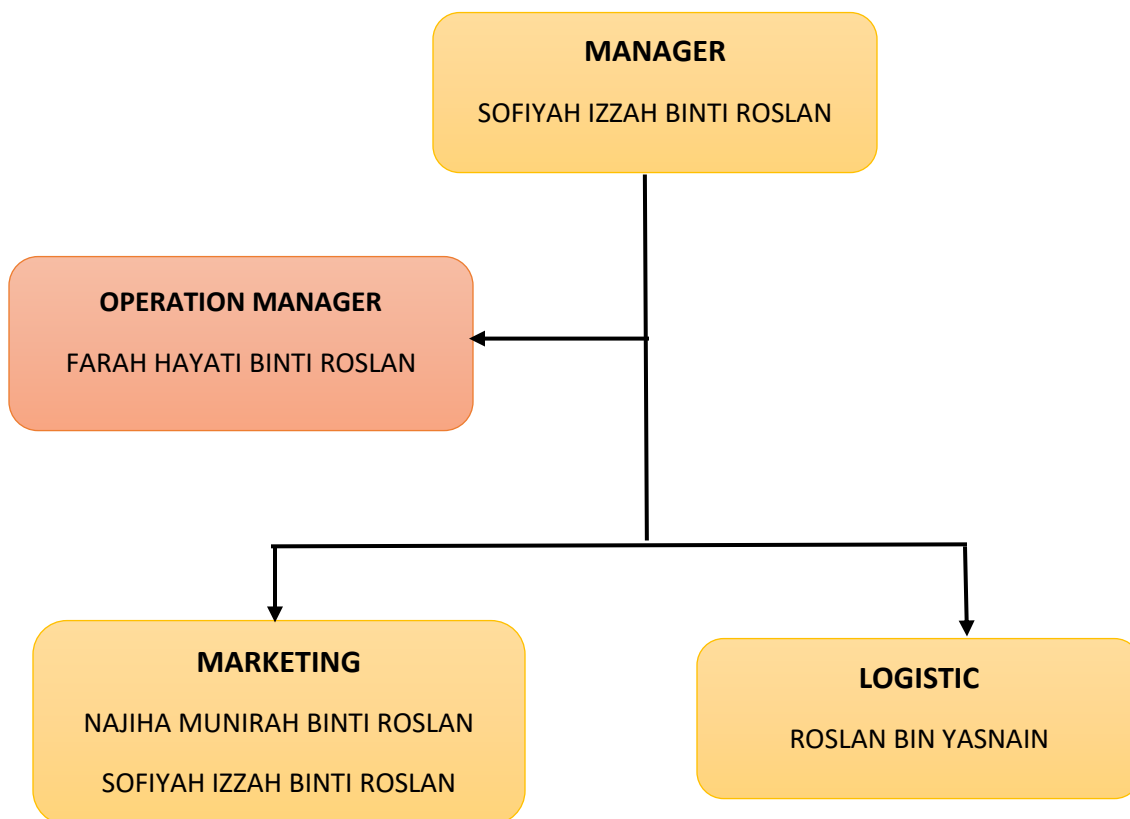 MANAGER
SOFIYAH IZZAH BINTI ROSLAN
OPERATION MANAGER
FARAH HAYATI BINTI ROSLAN
MARKETING
NAJIHA MUNIRAH BINTI ROSLAN
SOFIYAH IZZAH BINTI ROSLAN
LOGISTIC
ROSLAN BIN YASNAIN